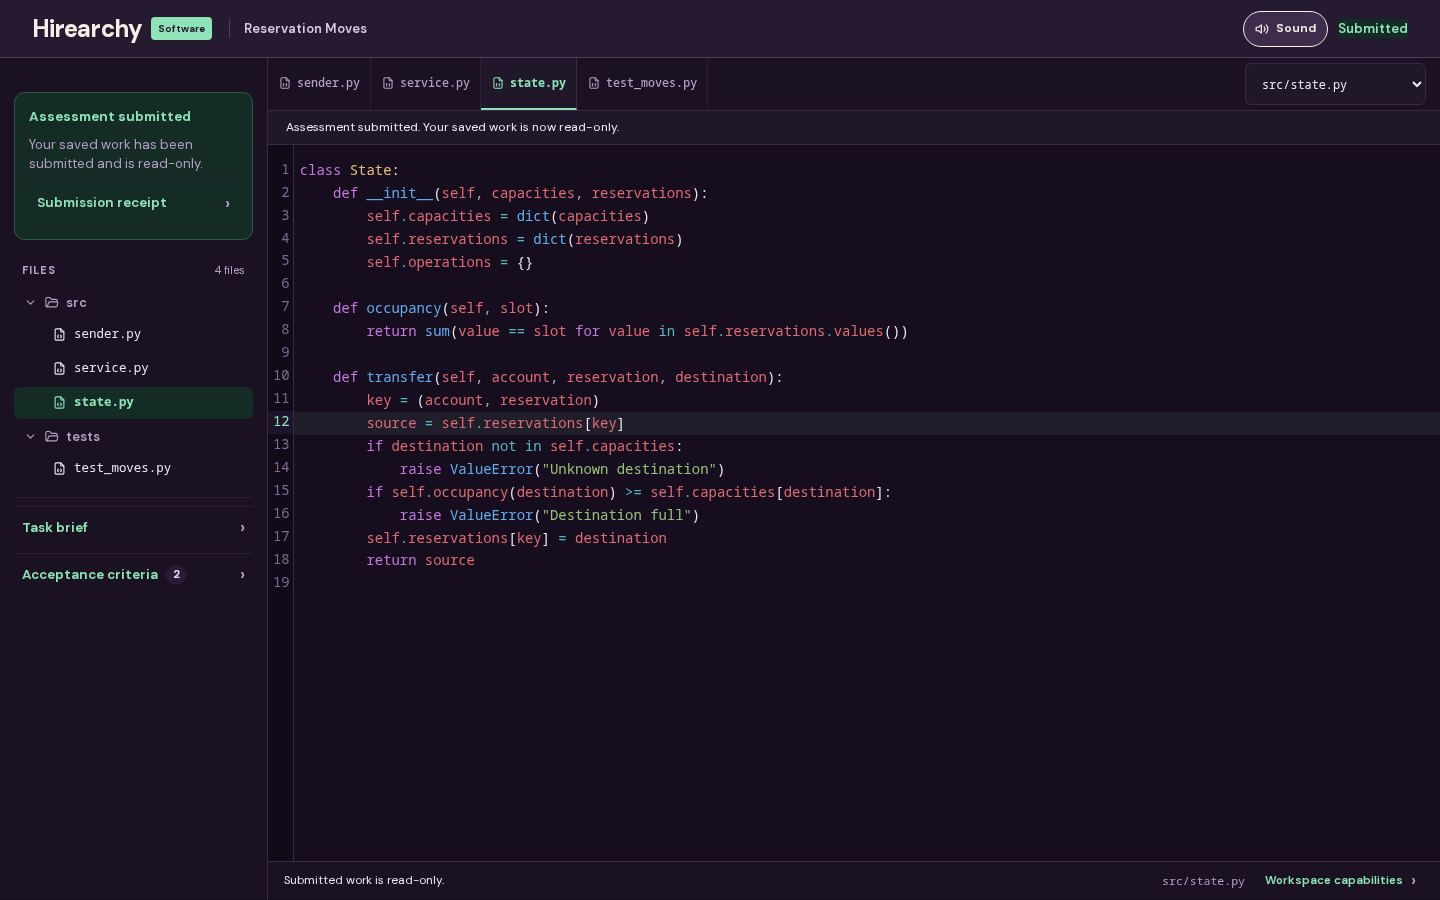 Hirearchy Software Reservation Moves Sound Submitted
Assessment submitted
Your saved work has been
submitted and is read-only.
Submission receipt
FILES 4 files
src
sender.py
service.py
state.py
tests
test_moves.py
Task brief
Acceptance criteria 2
sender.py service.py state.py test_moves.py src/state.py
Assessment submitted. Your saved work is now read-only.
1 class State:
2     def __init__(self, capacities, reservations):
3         self.capacities = dict(capacities)
4         self.reservations = dict(reservations)
5         self.operations = {}
6
7     def occupancy(self, slot):
8         return sum(value == slot for value in self.reservations.values())
9
10     def transfer(self, account, reservation, destination):
11         key = (account, reservation)
12         source = self.reservations[key]
13         if destination not in self.capacities:
14             raise ValueError("Unknown destination")
15         if self.occupancy(destination) >= self.capacities[destination]:
16             raise ValueError("Destination full")
17         self.reservations[key] = destination
18         return source
19
Submitted work is read-only. src/state.py Workspace capabilities